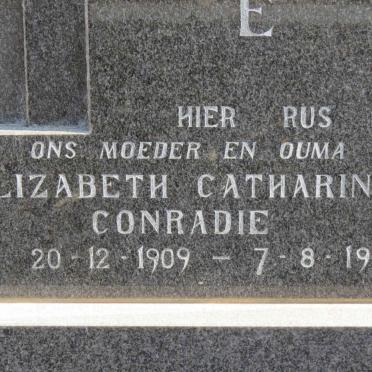 E
HIER RUS
ONS MOEDER EN OUMA
LIZABETH CATHARIN
CONRADIE
20-12-1909 - 7-8-19